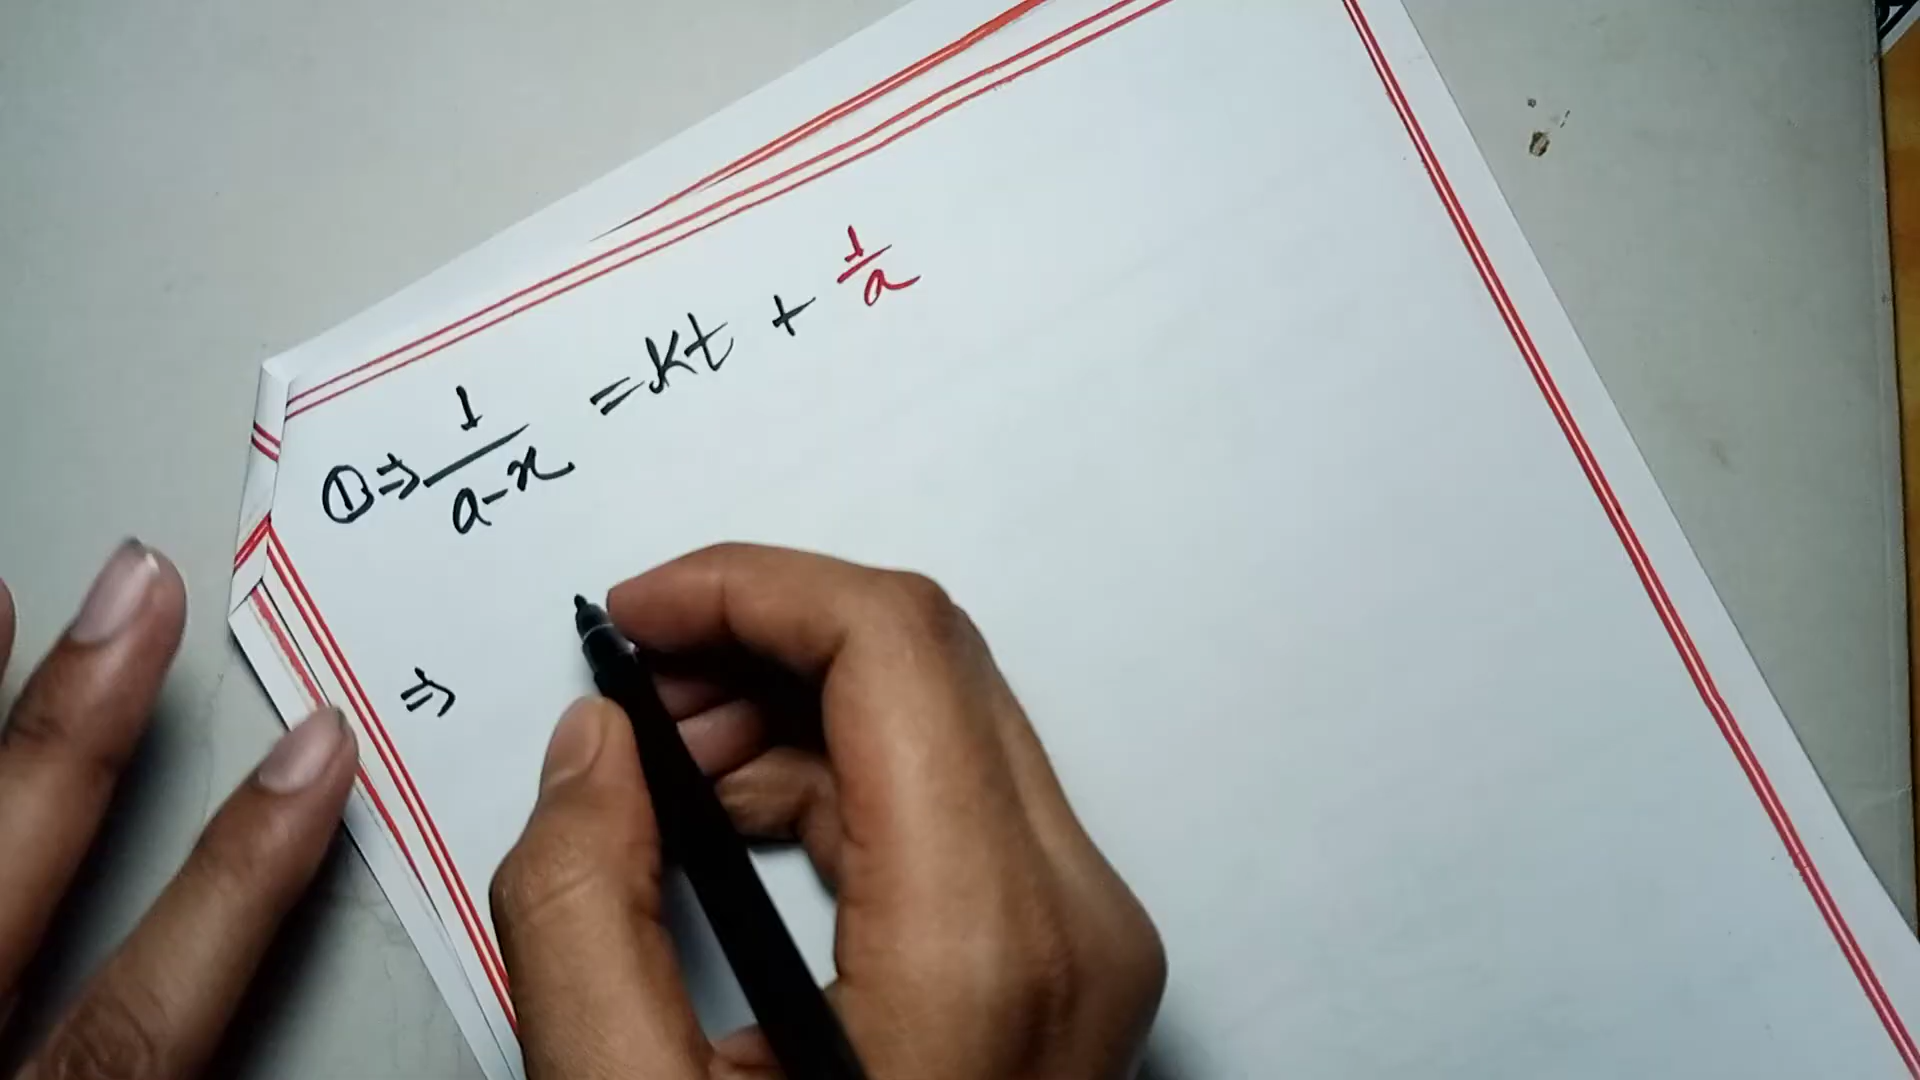 ① ⇒ 1/(a-x) = kt + 1/a
⇒